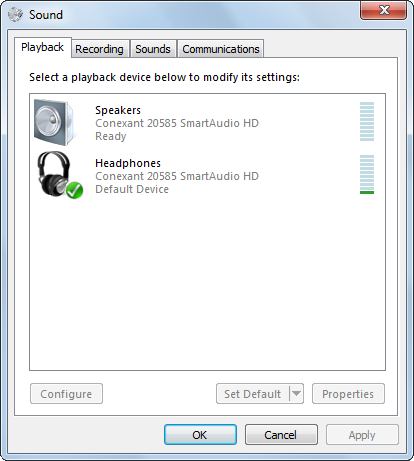 Sound
Playback Recording Sounds Communications
Select a playback device below to modify its settings:
Speakers
Conexant 20585 SmartAudio HD
Ready
Headphones
Conexant 20585 SmartAudio HD
Default Device
Configure Set Default Properties
OK Cancel Apply